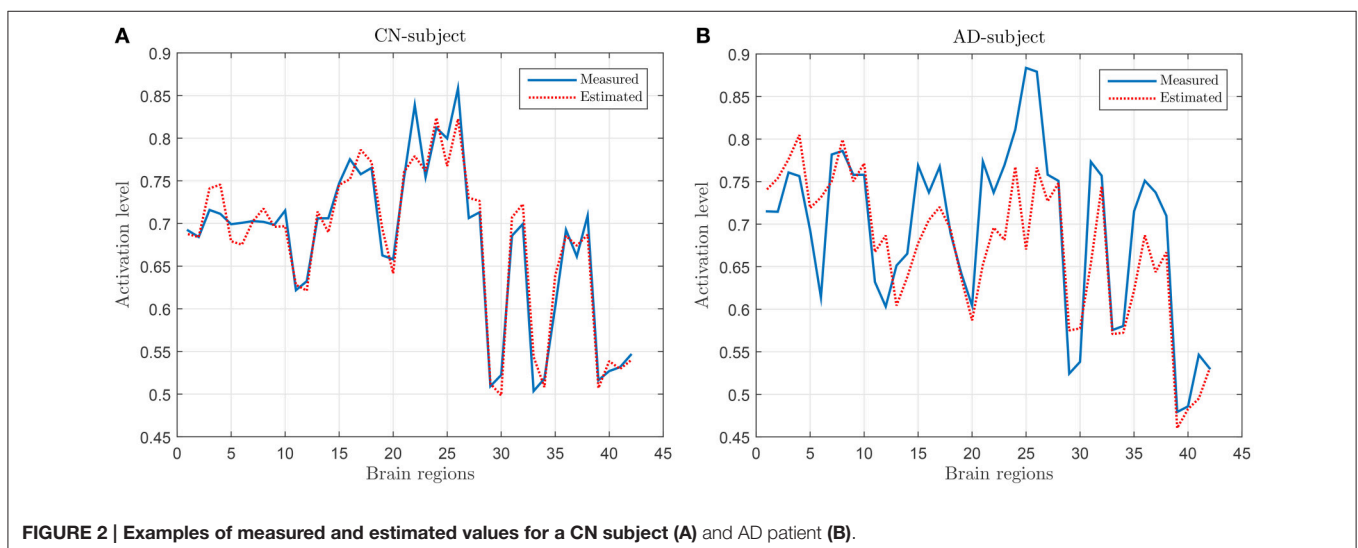 A
CN-subject
0.9
0.85
0.8
0.75
0.7
0.65
0.6
0.55
0.5
0.45
Activation level
Measured
Estimated
0 5 10 15 20 25 30 35 40 45
Brain regions
B
AD-subject
0.9
0.85
0.8
0.75
0.7
0.65
0.6
0.55
0.5
0.45
Activation level
Measured
Estimated
0 5 10 15 20 25 30 35 40 45
Brain regions
FIGURE 2 | Examples of measured and estimated values for a CN subject (A) and AD patient (B).